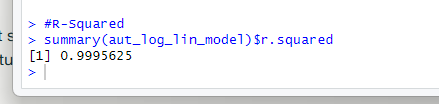 > #R-Squared
> summary(aut_log_lin_model)$r.squared
[1] 0.9995625
>